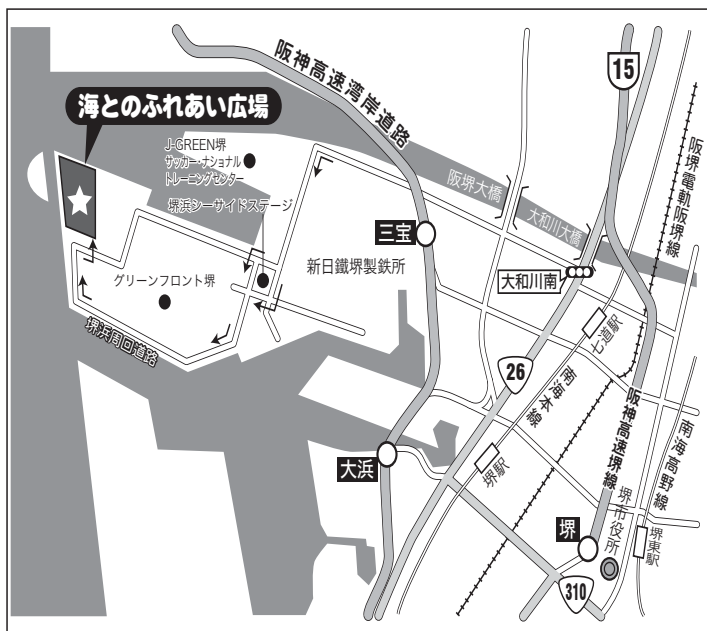 阪神高速湾岸道路
15
海とのふれあい広場
J-GREEN堺
サッカー・ナショナル
トレーニングセンター
堺浜シーサイドステージ
阪堺大橋
大和川大橋
阪堺電軌阪堺線
三宝
新日鐵堺製鉄所
大和川南
グリーンフロント堺
七道駅
堺浜周回道路
26
南海本線
阪神高速堺線
南海高野線
大浜
堺駅
堺
堺市役所
堺東駅
310